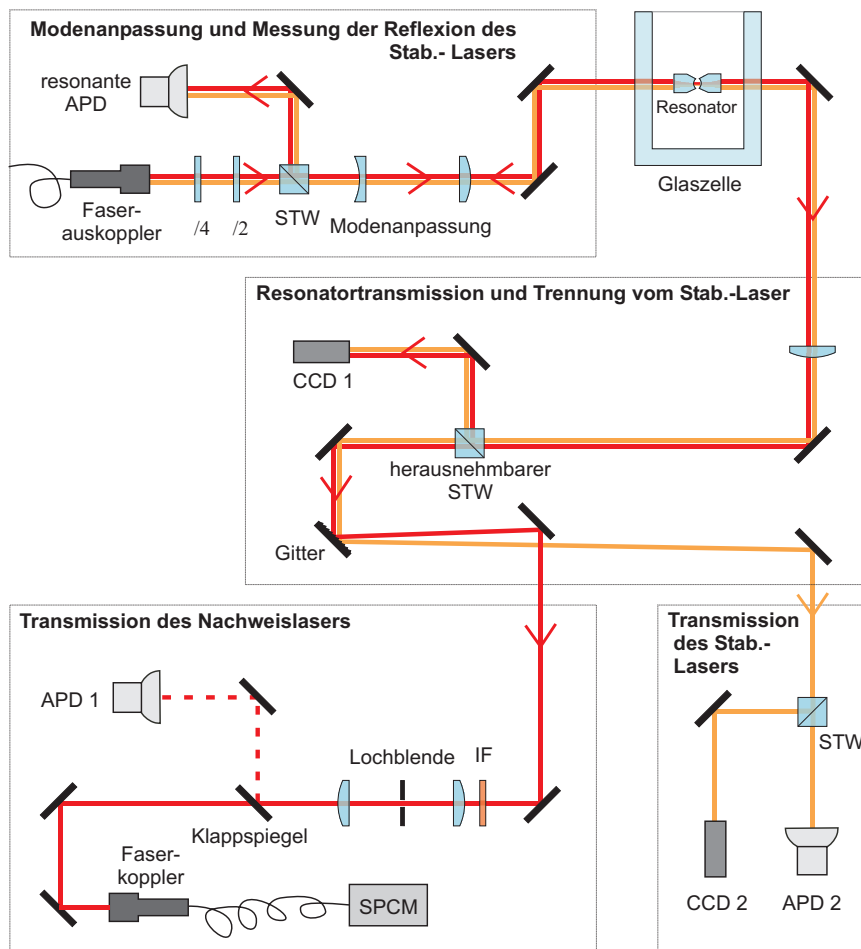 Modenanpassung und Messung der Reflexion des
Stab.- Lasers
resonante
APD
Faser-
auskoppler
/4
/2
STW
Modenanpassung
Resonator
Glaszelle
Resonatortransmission und Trennung vom Stab.-Laser
CCD 1
herausnehmbarer
STW
Gitter
Transmission des Nachweislasers
APD 1
Lochblende
IF
Klappspiegel
Faser-
koppler
SPCM
Transmission
des Stab.-
Lasers
STW
CCD 2
APD 2